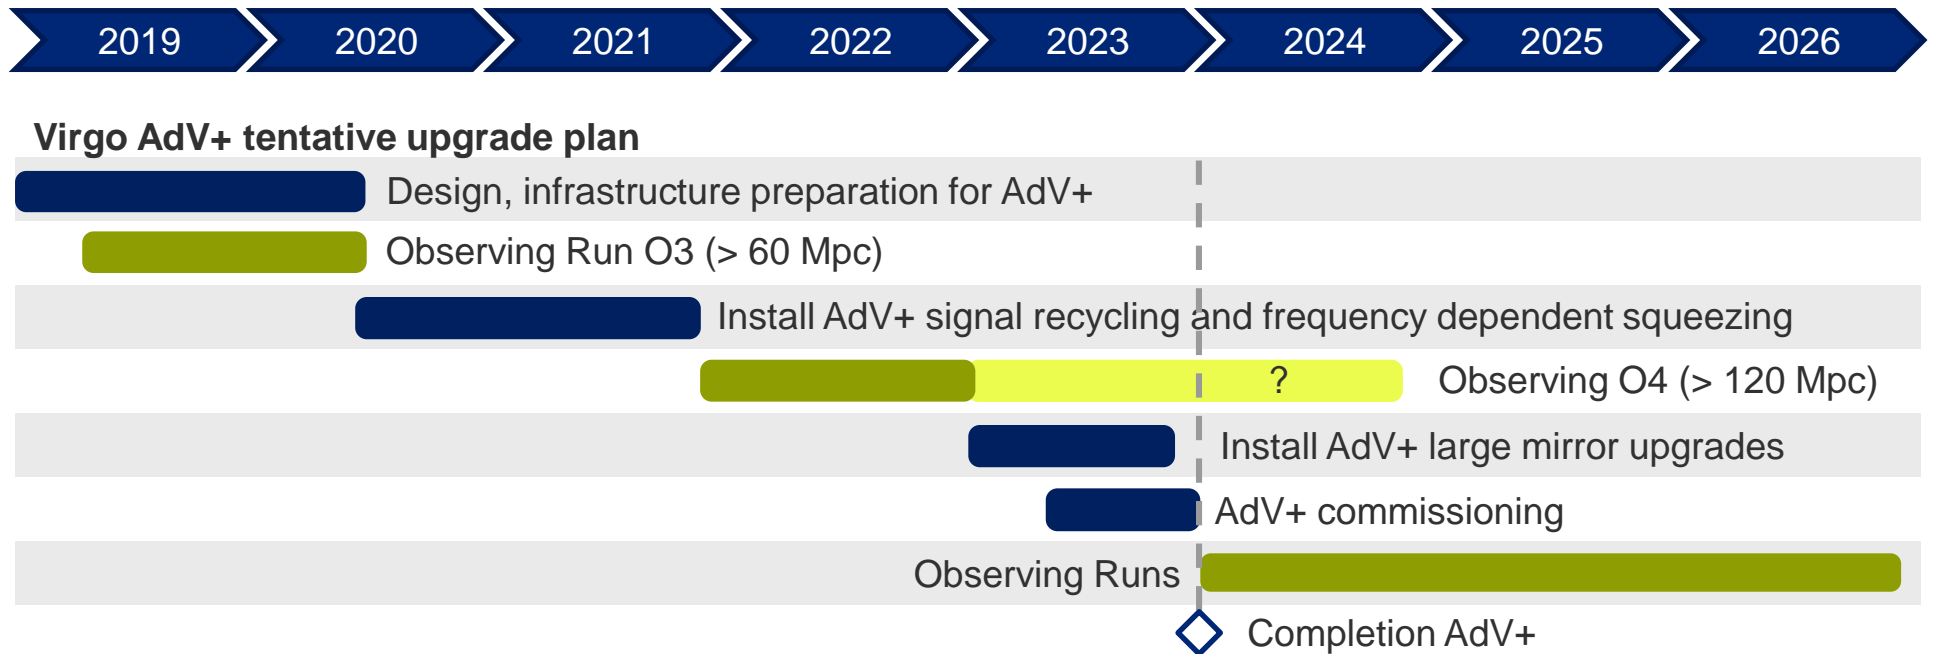 2019 2020 2021 2022 2023 2024 2025 2026
Virgo AdV+ tentative upgrade plan
Design, infrastructure preparation for AdV+
Observing Run O3 (> 60 Mpc)
Install AdV+ signal recycling and frequency dependent squeezing
? Observing O4 (> 120 Mpc)
Install AdV+ large mirror upgrades
AdV+ commissioning
Observing Runs
Completion AdV+